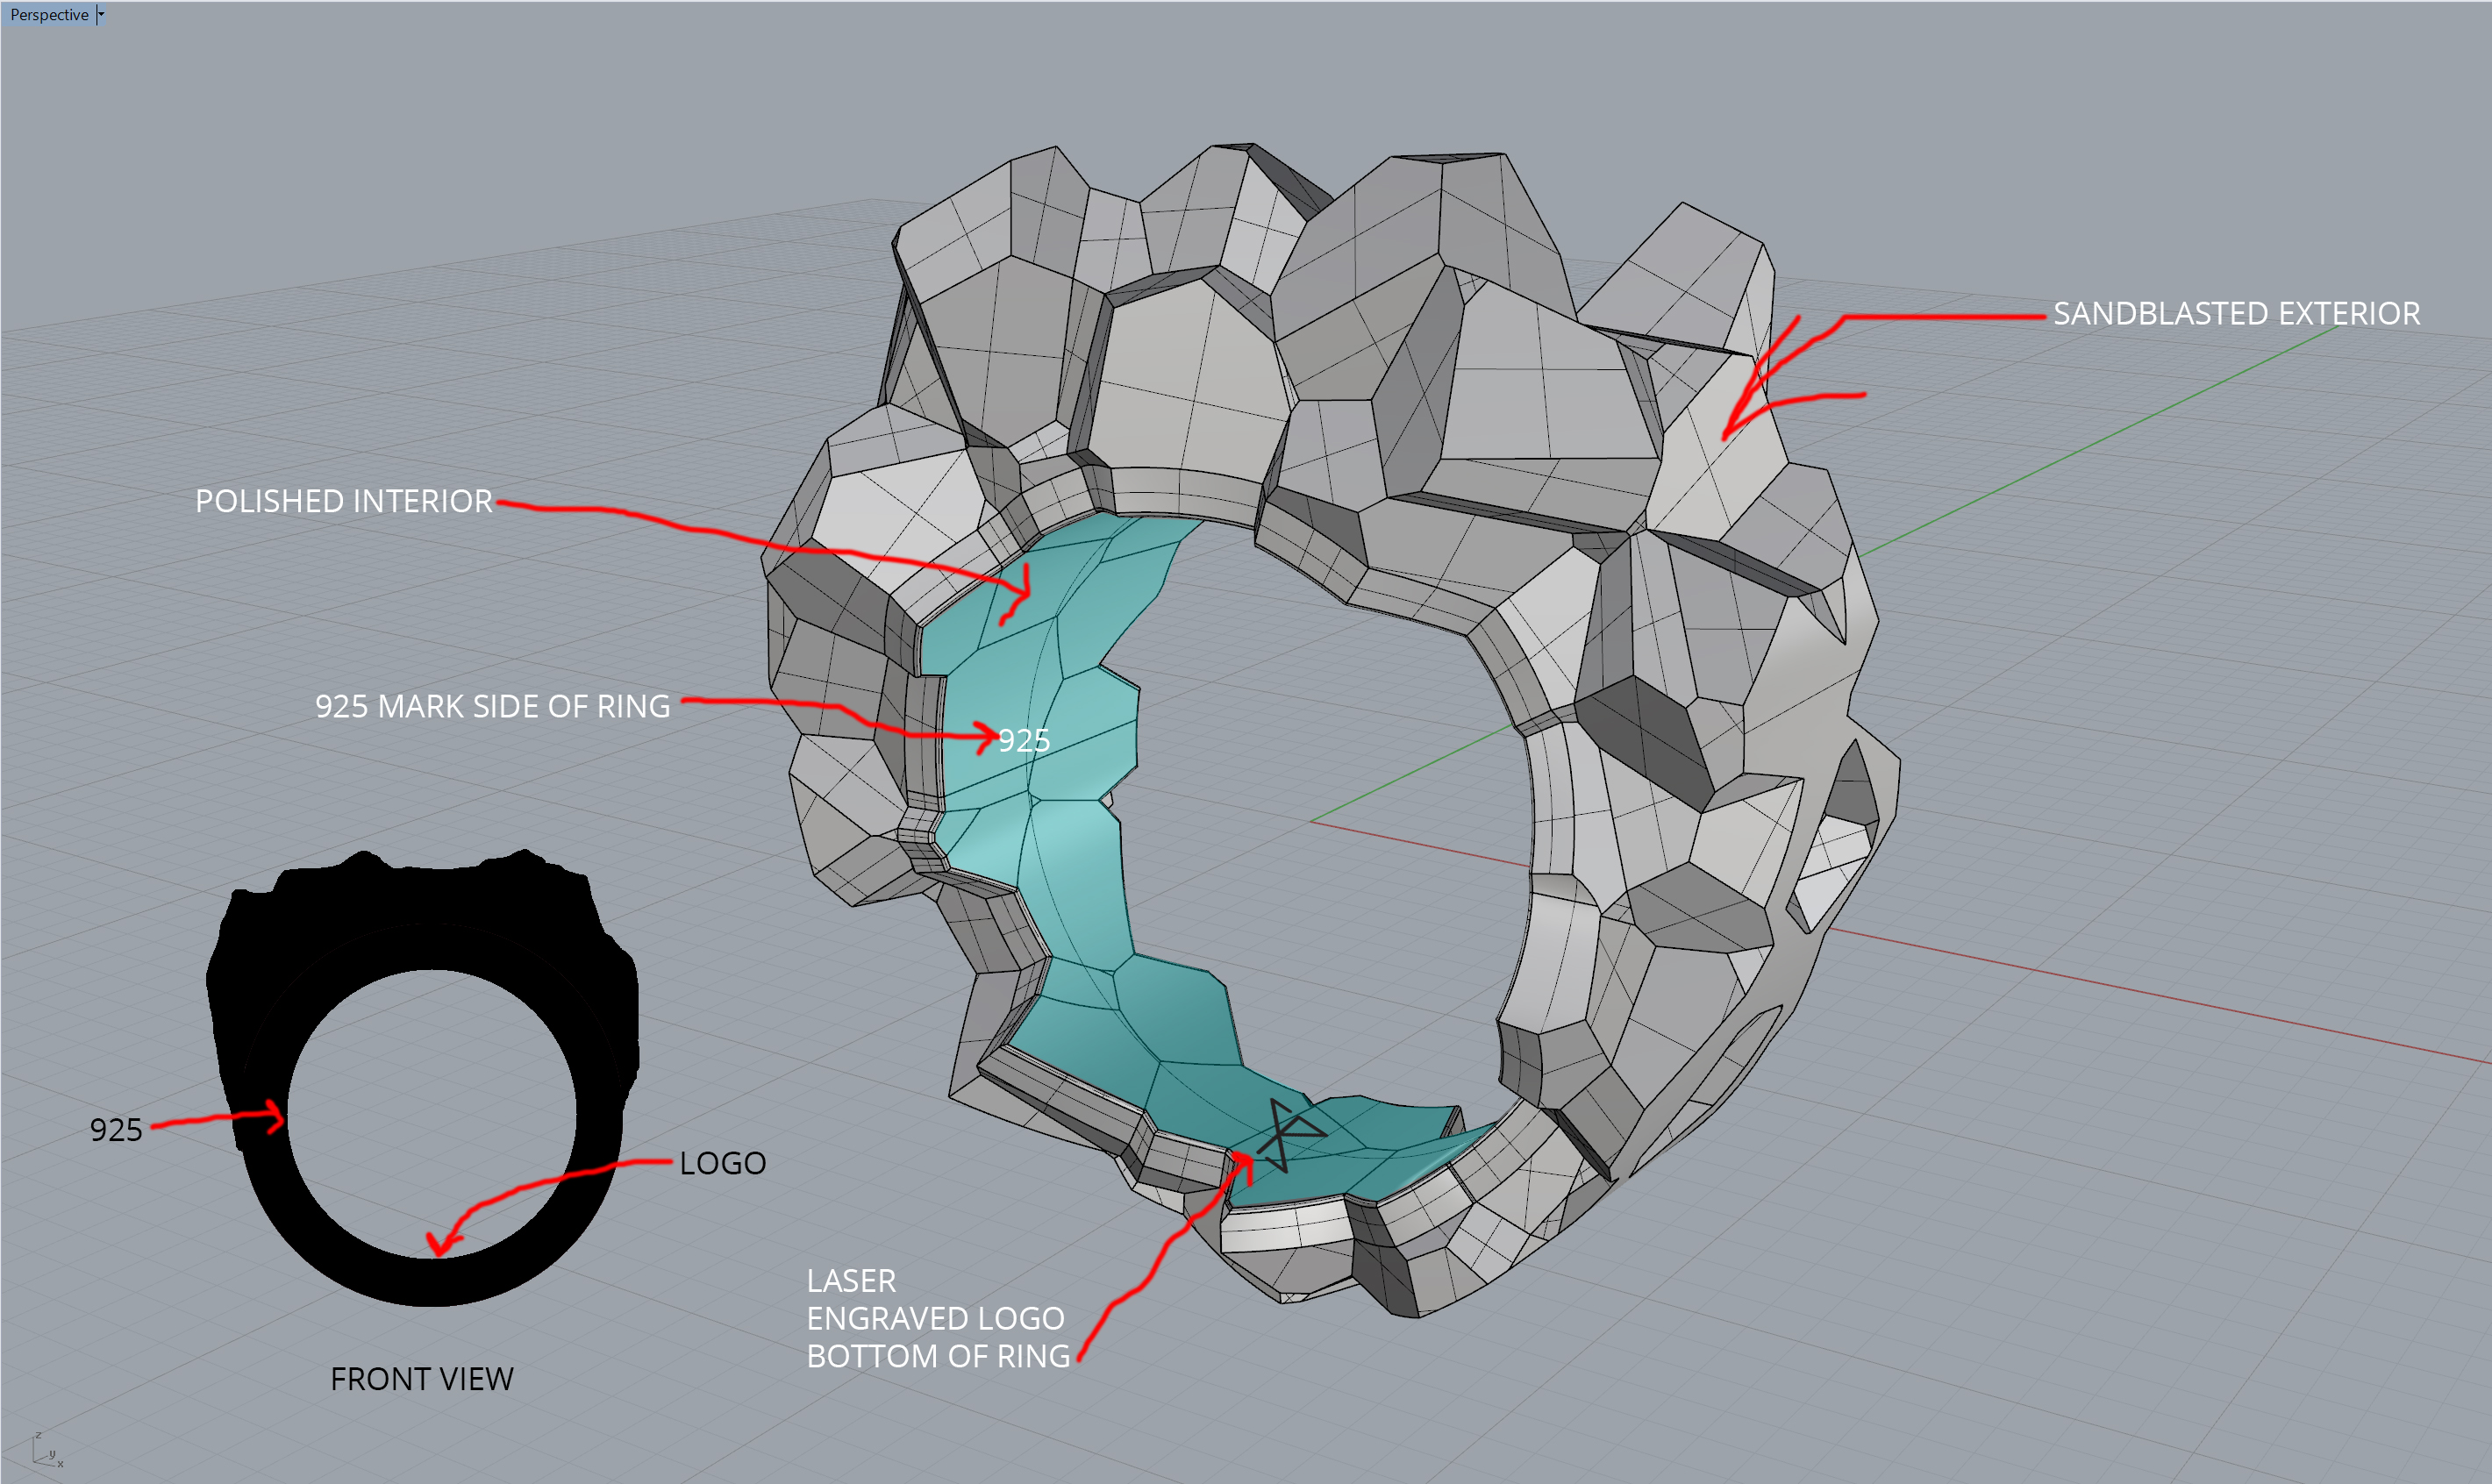 Perspective
SANDBLASTED EXTERIOR
POLISHED INTERIOR
925 MARK SIDE OF RING
925
925
LOGO
LASER
ENGRAVED LOGO
BOTTOM OF RING
FRONT VIEW
z
y
x